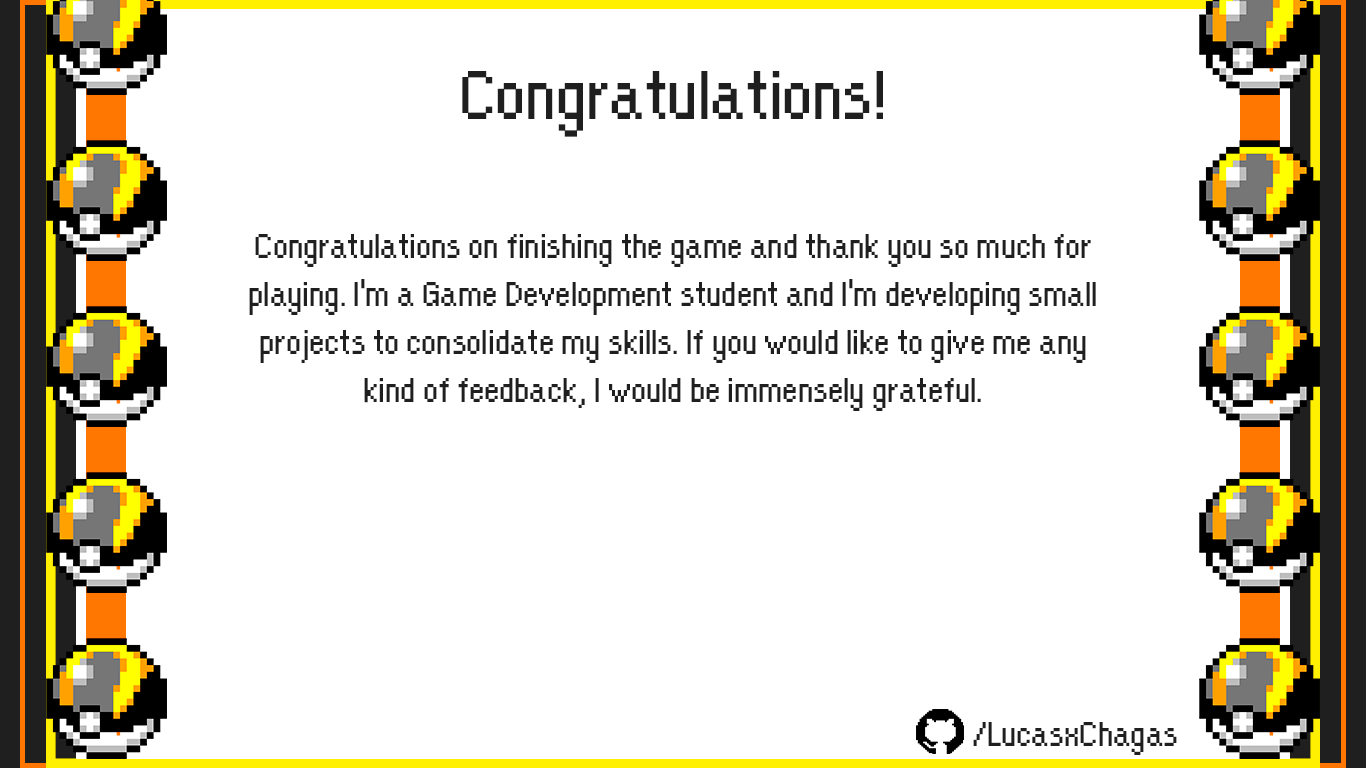 Congratulations!
Congratulations on finishing the game and thank you so much for
playing. I'm a Game Development student and I'm developing small
projects to consolidate my skills. If you would like to give me any
kind of feedback, I would be immensely grateful.
/LucasxChagas